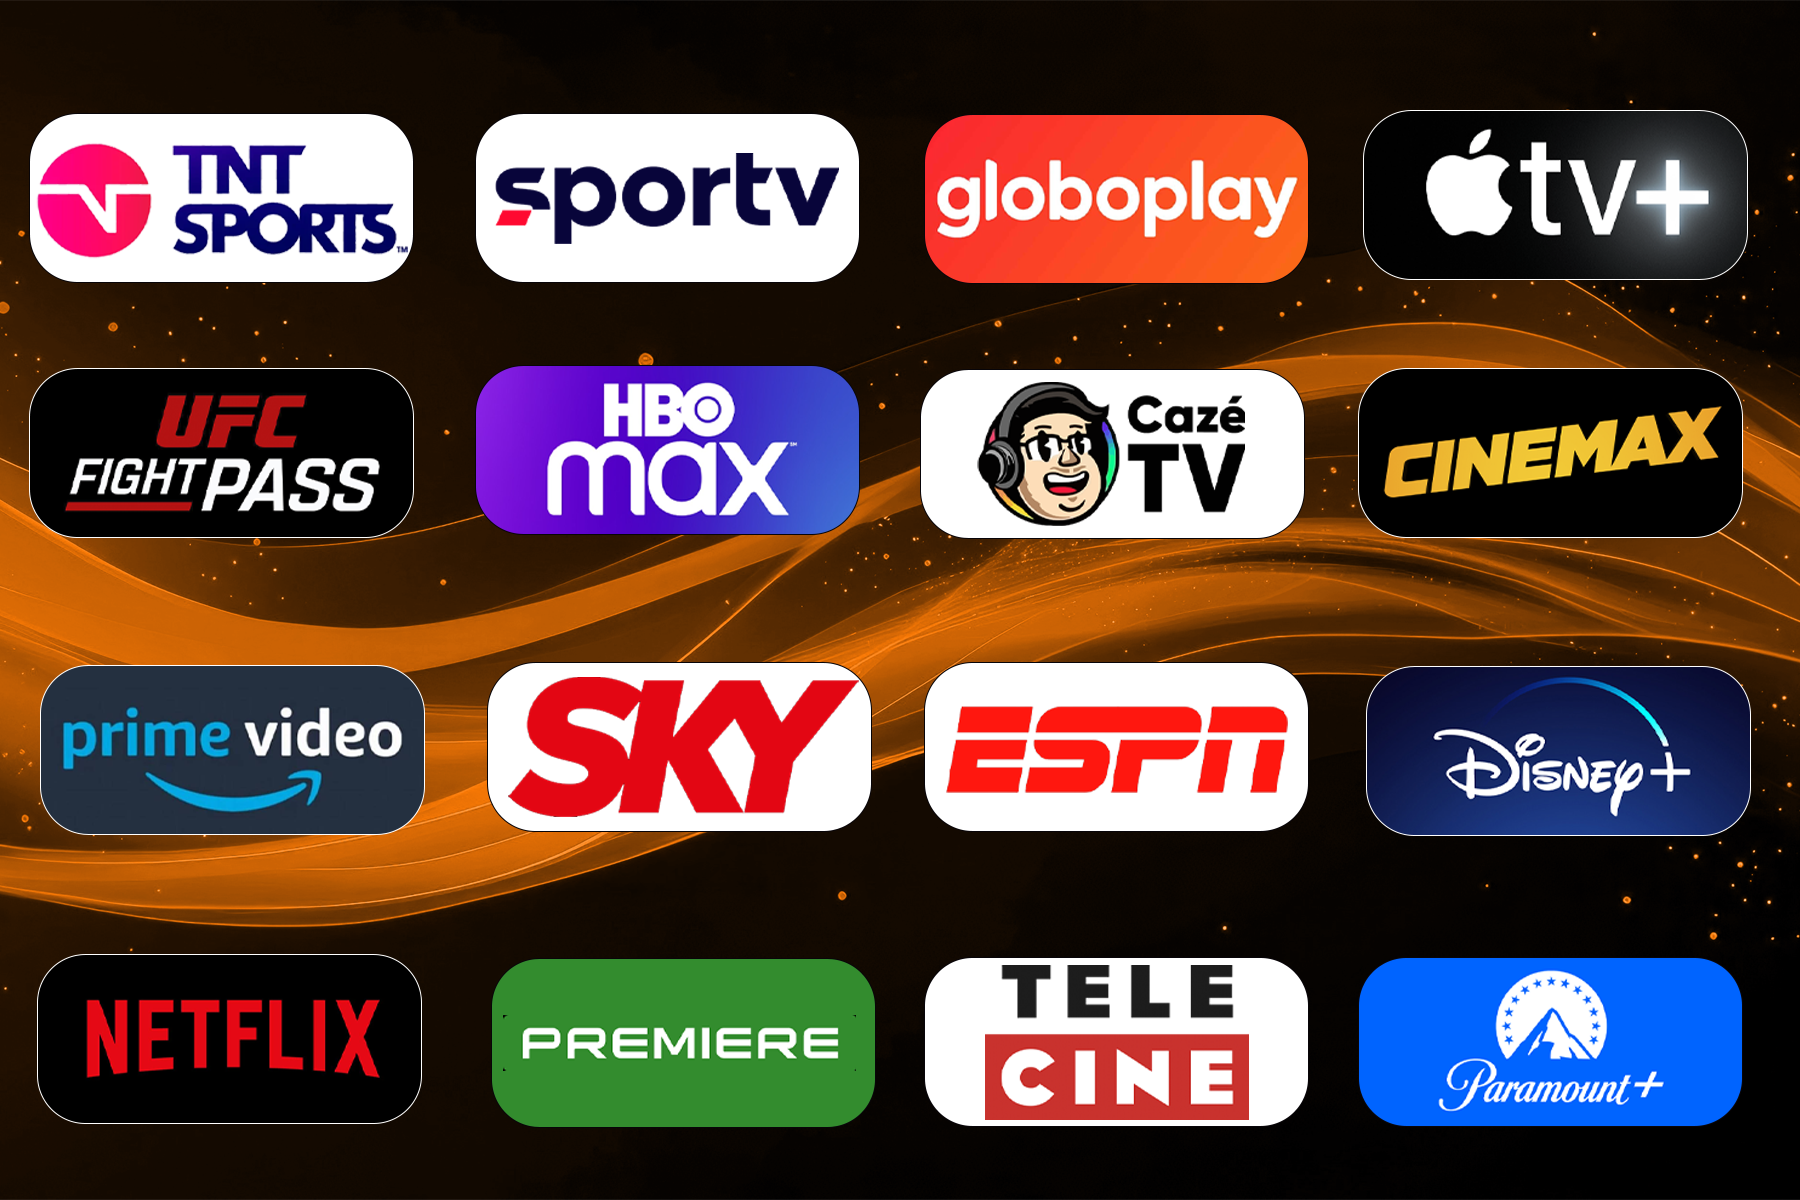 TNT
SPORTS™
sportv
globoplay
tv+
UFC
FIGHT PASS
HBO
max
Cazé
TV
CINEMAX
prime video
SKY
ESPN
Disney+
NETFLIX
PREMIERE
TELE
CINE
Paramount+